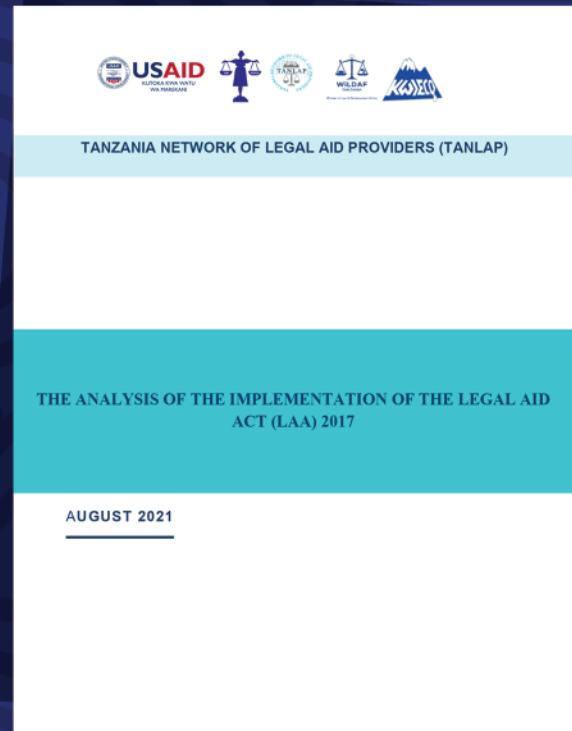 USAID
KUTOKA KWA WATU
WA MAREKANI
TANLAP
WiLDAF
KWIECO
TANZANIA NETWORK OF LEGAL AID PROVIDERS (TANLAP)
THE ANALYSIS OF THE IMPLEMENTATION OF THE LEGAL AID
ACT (LAA) 2017
AUGUST 2021